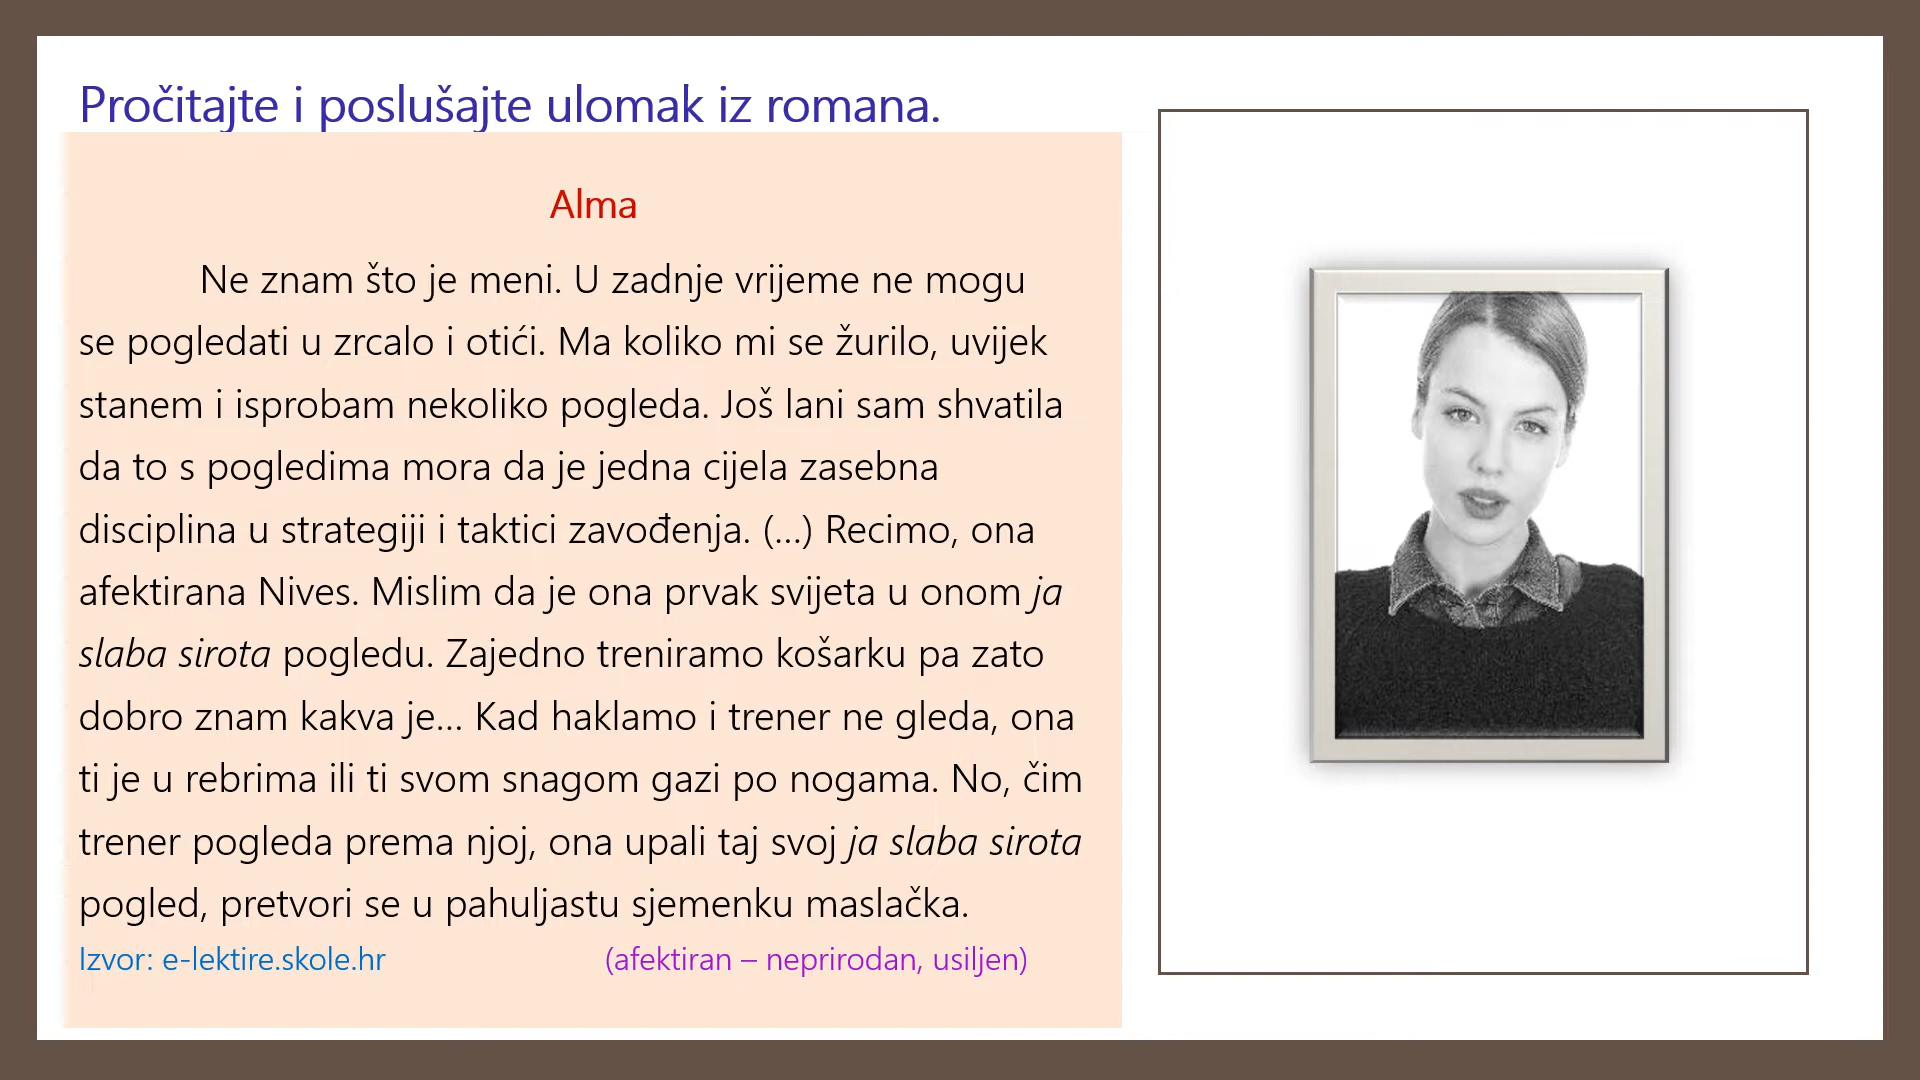 Pročitajte i poslušajte ulomak iz romana.
Alma
Ne znam što je meni. U zadnje vrijeme ne mogu
se pogledati u zrcalo i otići. Ma koliko mi se žurilo, uvijek
stanem i isprobam nekoliko pogleda. Još lani sam shvatila
da to s pogledima mora da je jedna cijela zasebna
disciplina u strategiji i taktici zavođenja. (...) Recimo, ona
afektirana Nives. Mislim da je ona prvak svijeta u onom ja
slaba sirota pogledu. Zajedno treniramo košarku pa zato
dobro znam kakva je... Kad haklamo i trener ne gleda, ona
ti je u rebrima ili ti svom snagom gazi po nogama. No, čim
trener pogleda prema njoj, ona upali taj svoj ja slaba sirota
pogled, pretvori se u pahuljastu sjemenku maslačka.
Izvor: e-lektire.skole.hr (afektiran – neprirodan, usiljen)